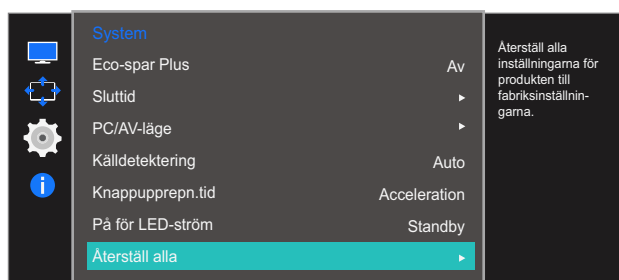 System
Eco-spar Plus Av
Sluttid
PC/AV-läge
Källdetektering Auto
Knappupprepn.tid Acceleration
På för LED-ström Standby
Återställ alla
Återställ alla
inställningarna för
produkten till
fabriksinställnin-
garna.